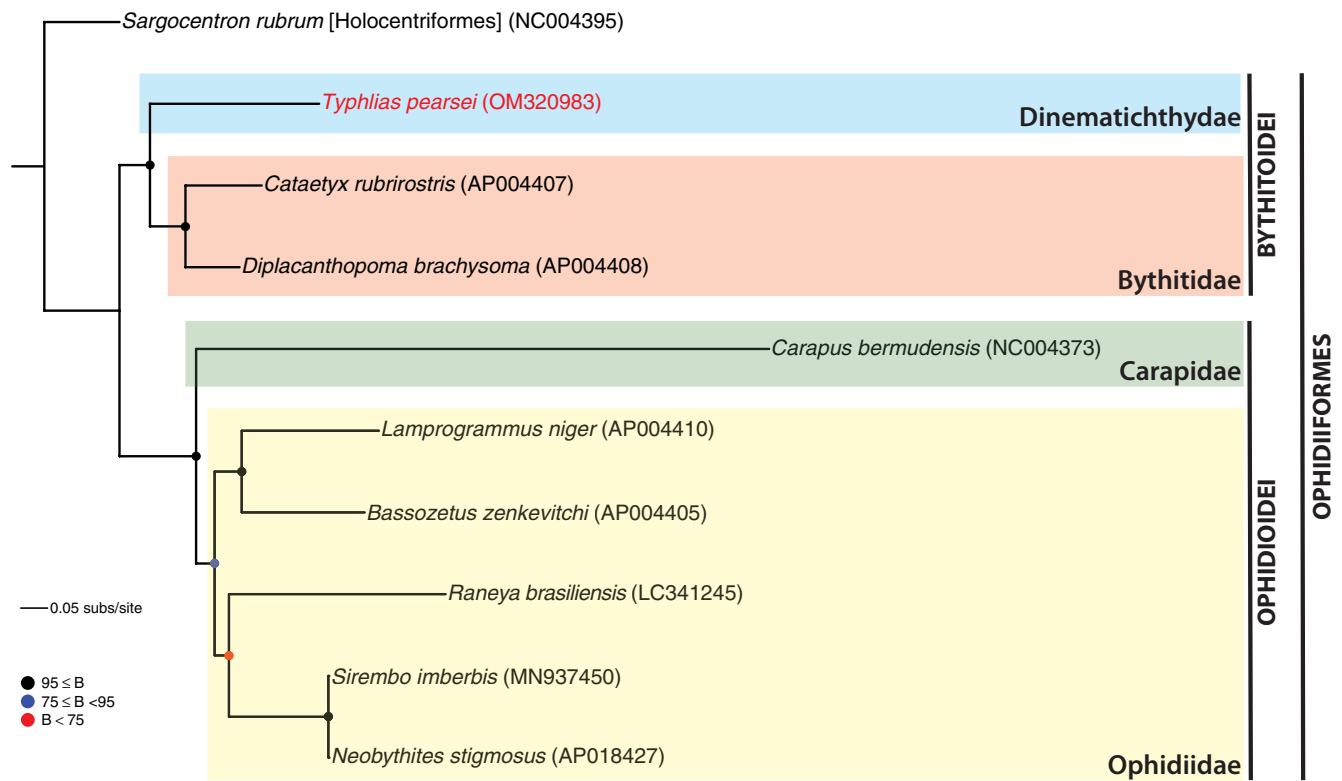 Sargocentron rubrum [Holocentriformes] (NC004395)
Typhlias pearsei (OM320983)
Dinematichthydae
Cataetyx rubrirostris (AP004407)
Diplacanthopoma brachysoma (AP004408)
Bythitidae
BYTHITOIDEI
Carapus bermudensis (NC004373)
Carapidae
Lamprogrammus niger (AP004410)
Bassozetus zenkevitchi (AP004405)
Raneya brasiliensis (LC341245)
Sirembo imberbis (MN937450)
Neobythites stigmosus (AP018427)
Ophidiidae
OPHIDIOIDEI
OPHIDIIFORMES
0.05 subs/site
95 ≤ B
75 ≤ B <95
B < 75